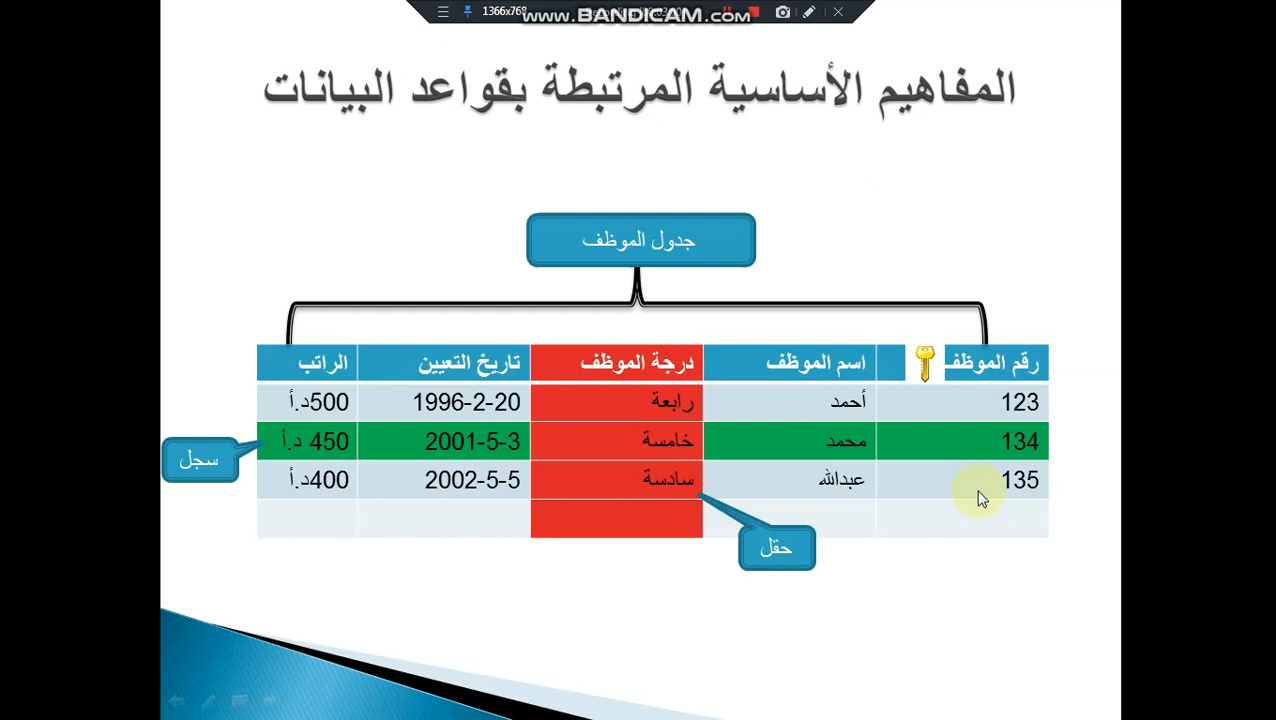 1366x768
www.BANDICAM.com
المفاهيم الأساسية المرتبطة بقواعد البيانات
جدول الموظف
رقم الموظف اسم الموظف درجة الموظف تاريخ التعيين الراتب
123 أحمد رابعة 1996-2-20 500د.أ
134 محمد خامسة 2001-5-3 450 د.أ
سجل
135 عبدالله سادسة 2002-5-5 400د.أ
حقل